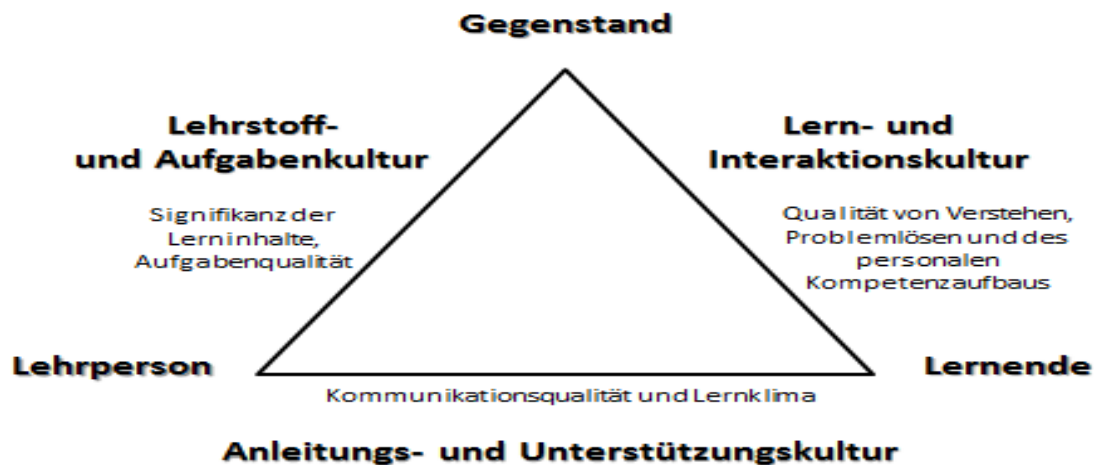 Gegenstand
Lehrstoff-
und Aufgabenkultur
Signifikanz der
Lerninhalte,
Aufgabenqualität
Lern- und
Interaktionskultur
Qualität von Verstehen,
Problemlösen und des
personalen
Kompetenzaufbaus
Lehrperson
Lernende
Kommunikationsqualität und Lernklima
Anleitungs- und Unterstützungskultur